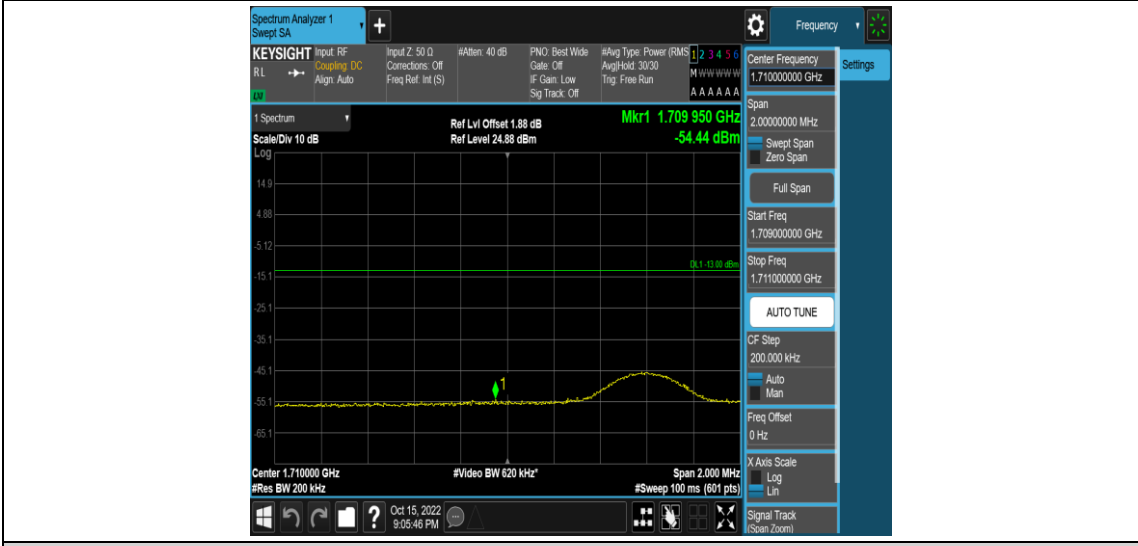 Spectrum Analyzer 1
Swept SA
+
Frequency
KEYSIGHT
RL
LM
Input: RF
Coupling: DC
Align: Auto
Input Z: 50 Ω
Corrections: Off
Freq Ref: Int (S)
#Atten: 40 dB
PNO: Best Wide
Gate: Off
IF Gain: Low
Sig Track: Off
#Avg Type: Power (RMS
Avg|Hold: 30/30
Trig: Free Run
1 2 3 4 5 6
M W W W W W
A A A A A A
1 Spectrum
Scale/Div 10 dB
Log
Ref Lvl Offset 1.88 dB
Ref Level 24.88 dBm
Mkr1 1.709 950 GHz
-54.44 dBm
14.9
4.88
-5.12
DL1 -13.00 dBm
-15.1
-25.1
-35.1
-45.1
1
-55.1
-65.1
Center 1.710000 GHz
#Res BW 200 kHz
#Video BW 620 kHz*
Span 2.000 MHz
#Sweep 100 ms (601 pts)
?
Oct 15, 2022
9:05:46 PM
Center Frequency
1.710000000 GHz
Settings
Span
2.00000000 MHz
Swept Span
Zero Span
Full Span
Start Freq
1.709000000 GHz
Stop Freq
1.711000000 GHz
AUTO TUNE
CF Step
200.000 kHz
Auto
Man
Freq Offset
0 Hz
X Axis Scale
Log
Lin
Signal Track
(Span Zoom)